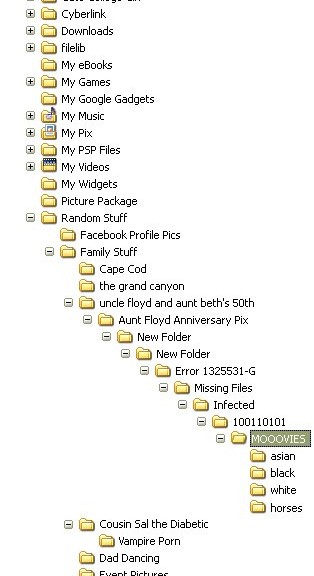 Cyberlink
Downloads
filelib
My eBooks
My Games
My Google Gadgets
My Music
My Pix
My PSP Files
My Videos
My Widgets
Picture Package
Random Stuff
Facebook Profile Pics
Family Stuff
Cape Cod
the grand canyon
uncle floyd and aunt beth's 50th
Aunt Floyd Anniversary Pix
New Folder
New Folder
Error 1325531-G
Missing Files
Infected
100110101
MOOOVIES
asian
black
white
horses
Cousin Sal the Diabetic
Vampire Porn
Dad Dancing
Event Pictures